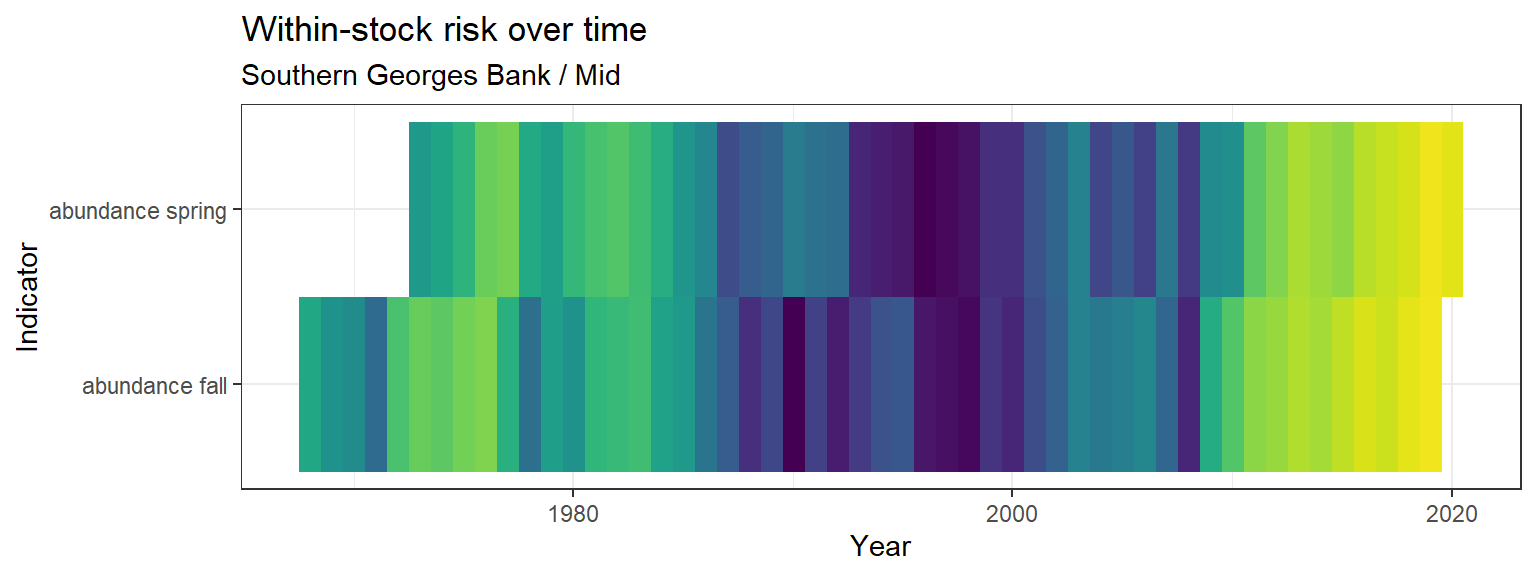 Within-stock risk over time
Southern Georges Bank / Mid
Indicator
abundance spring
abundance fall
1980
2000
2020
Year